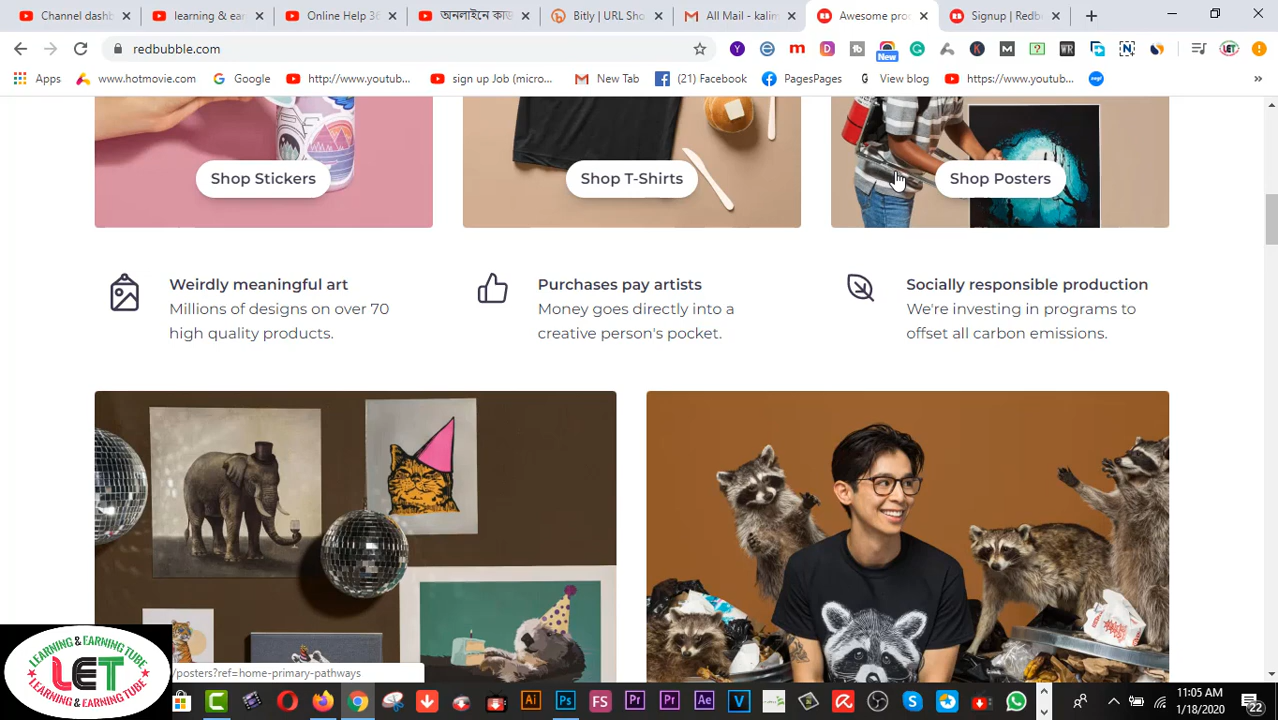 Channel dashb
learning & ear
Online Help 36
অনলাইনে কাজ
Bitly | URL Sho
All Mail - kalim
Awesome pro
Signup | Redb
redbubble.com
New
Apps
www.hotmovie.com
Google
http://www.youtub...
sign up Job (micro...
New Tab
(21) Facebook
PagesPages
View blog
https://www.youtub...
Shop Stickers
Shop T-Shirts
Shop Posters
Weirdly meaningful art
Millions of designs on over 70
high quality products.
Purchases pay artists
Money goes directly into a
creative person's pocket.
Socially responsible production
We're investing in programs to
offset all carbon emissions.
LEARNING & EARNING TUBE
LET
LEARNING & EARNING TUBE
/posters?ref=home-primary-pathways
11:05 AM
1/18/2020
22